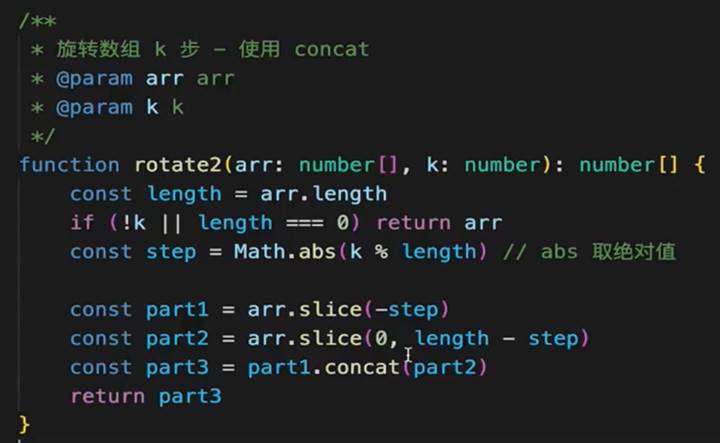 /**
 * 旋转数组 k 步 - 使用 concat
 * @param arr arr
 * @param k k
 */
function rotate2(arr: number[], k: number): number[] {
    const length = arr.length
    if (!k || length === 0) return arr
    const step = Math.abs(k % length) // abs 取绝对值

    const part1 = arr.slice(-step)
    const part2 = arr.slice(0, length - step)
    const part3 = part1.concat(part2)
    return part3
}